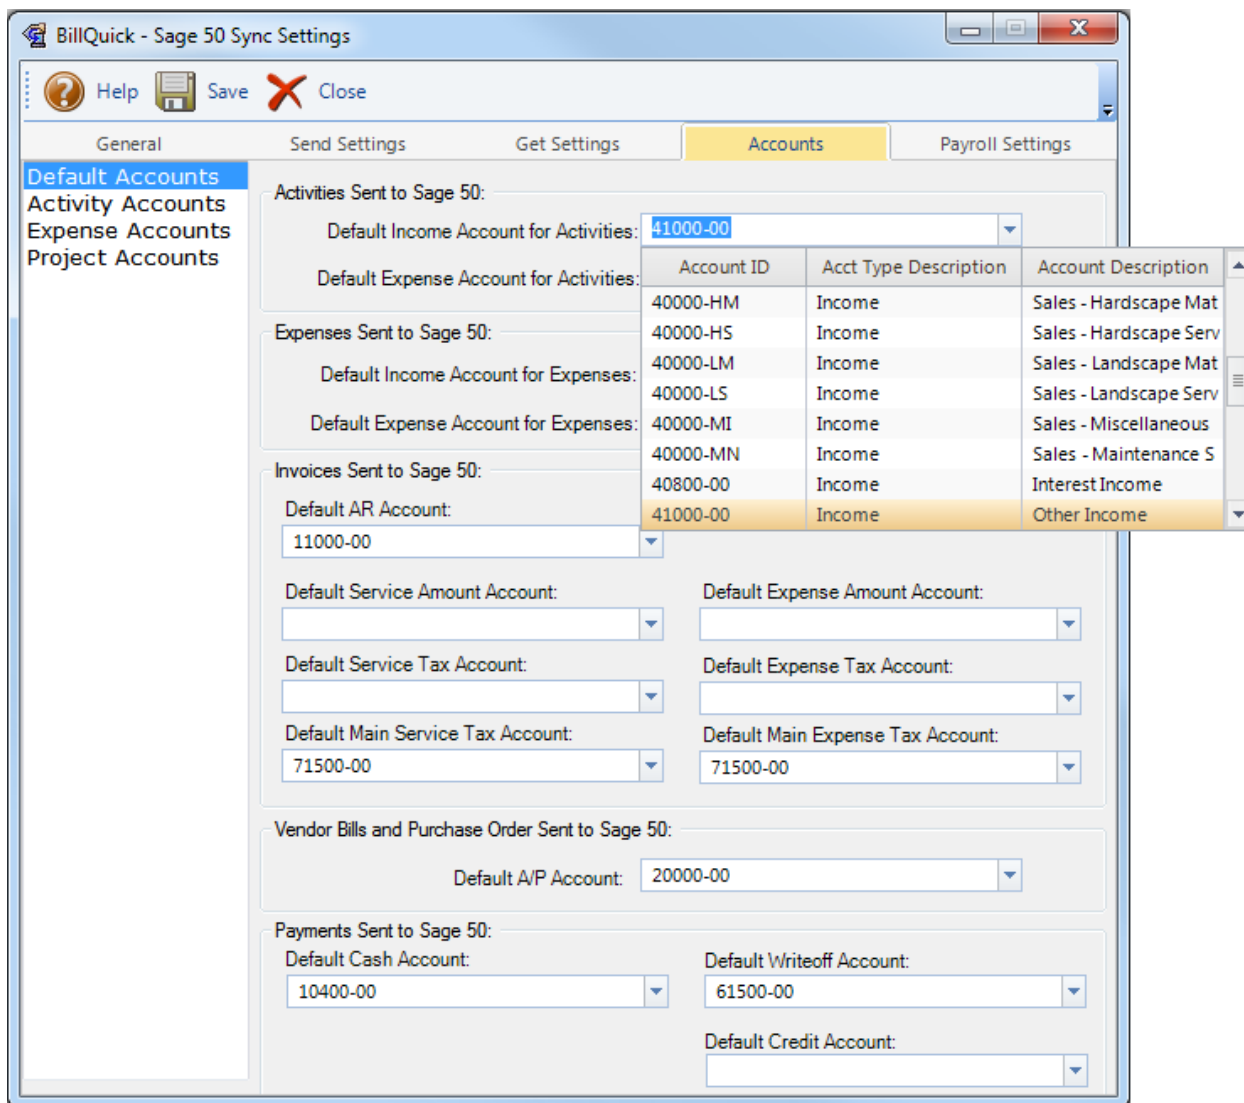 BillQuick - Sage 50 Sync Settings
Help Save Close
General Send Settings Get Settings Accounts Payroll Settings
Default Accounts
Activity Accounts
Expense Accounts
Project Accounts
Activities Sent to Sage 50:
Default Income Account for Activities: 41000-00
Default Expense Account for Activities:
Account ID Acct Type Description Account Description
40000-HM Income Sales - Hardscape Mat
40000-HS Income Sales - Hardscape Serv
40000-LM Income Sales - Landscape Mat
40000-LS Income Sales - Landscape Serv
40000-MI Income Sales - Miscellaneous
40000-MN Income Sales - Maintenance S
40800-00 Income Interest Income
41000-00 Income Other Income
Expenses Sent to Sage 50:
Default Income Account for Expenses:
Default Expense Account for Expenses:
Invoices Sent to Sage 50:
Default AR Account:
11000-00
Default Service Amount Account: Default Expense Amount Account:
Default Service Tax Account: Default Expense Tax Account:
Default Main Service Tax Account: Default Main Expense Tax Account:
71500-00 71500-00
Vendor Bills and Purchase Order Sent to Sage 50:
Default A/P Account: 20000-00
Payments Sent to Sage 50:
Default Cash Account: Default Writeoff Account:
10400-00 61500-00
Default Credit Account: